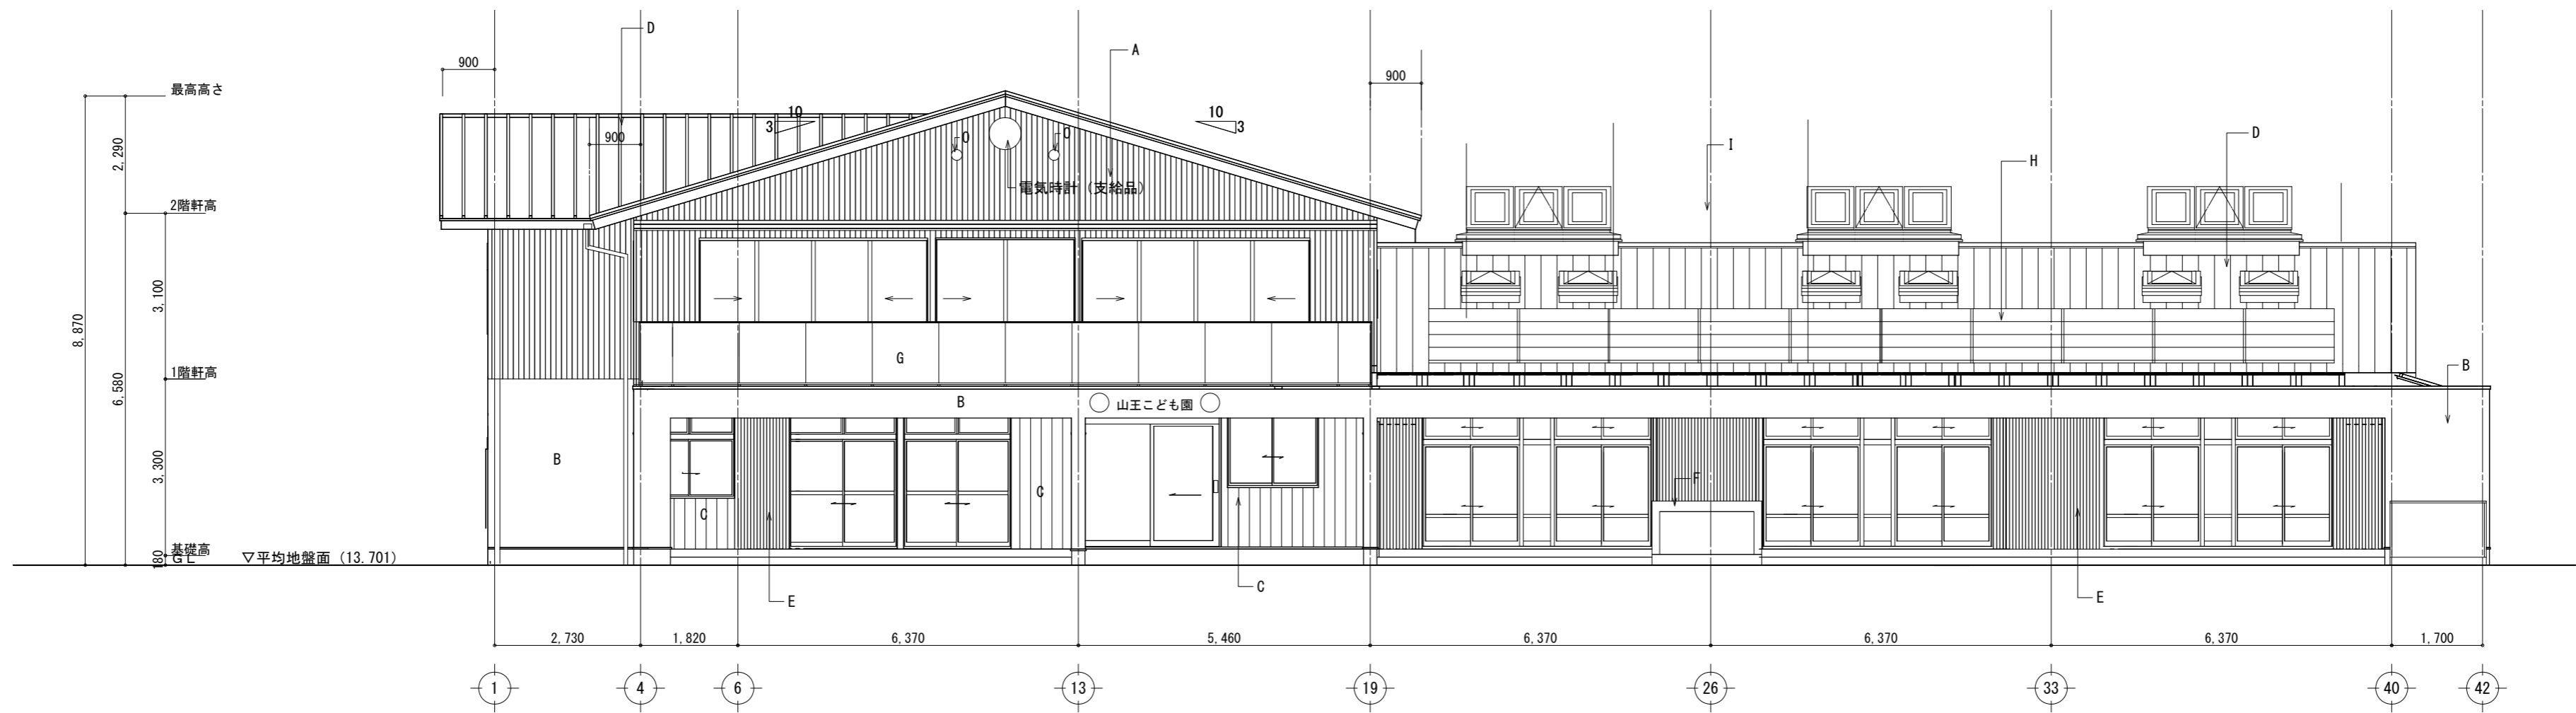 D
A
900
900
最高高さ
10
3
10
3
900
O
O
I
D
H
2,290
電気時計（支給品）
2階軒高
3,100
8,870
6,580
G
1階軒高
B
B
山王こども園
B
C
F
C
3,300
基礎高
GL
▽平均地盤面（13.701）
180
C
E
E
2,730
1,820
6,370
5,460
6,370
6,370
6,370
1,700
1
4
6
13
19
26
33
40
42